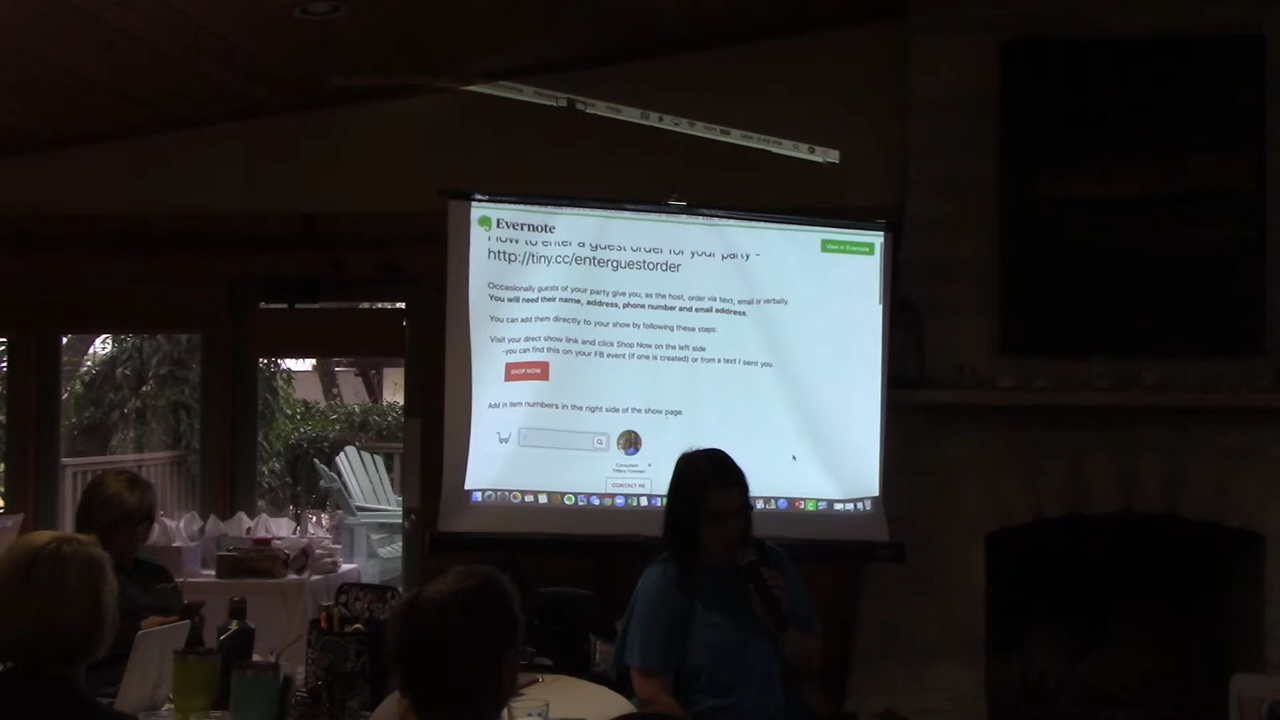 Evernote
View in Evernote
How to enter a guest order for your party -
http://tiny.cc/enterguestorder
Occasionally guests of your party give you, as the host, order via text, email or verbally.
You will need their name, address, phone number and email address.
You can add them directly to your show by following these steps:
Visit your direct show link and click Shop Now on the left side
-you can find this on your FB event (if one is created) or from a text I sent you.
SHOP NOW
Add in item numbers in the right side of the show page.
Consultant
CONTACT ME